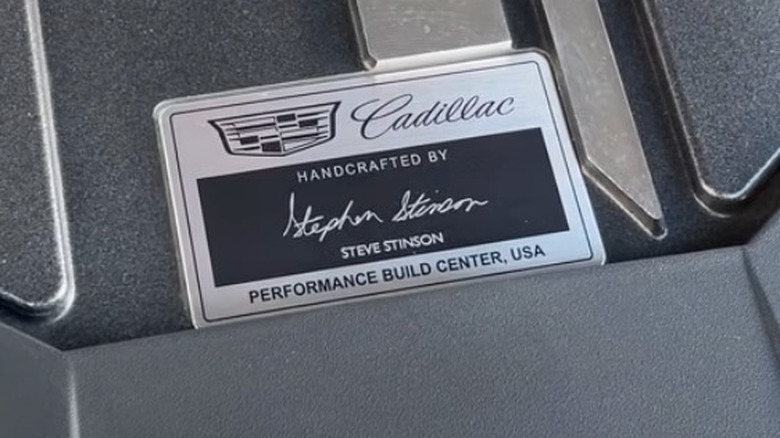 Cadillac
HANDCRAFTED BY
Stephen Stinson
STEVE STINSON
PERFORMANCE BUILD CENTER, USA